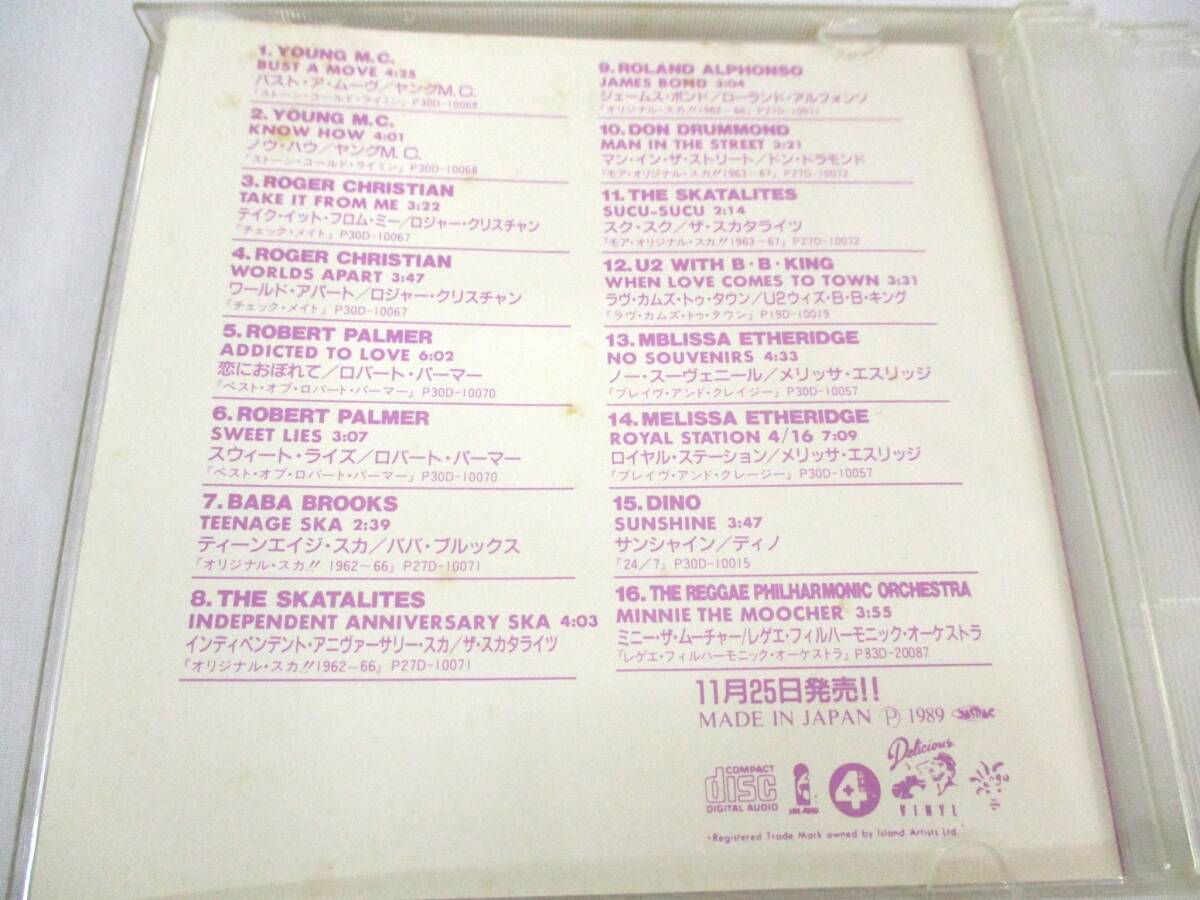 1. YOUNG M.C.
BUST A MOVE 4:25
バスト・ア・ムーヴ/ヤングM.C.
『ストーン・コールド・ライミン』P30D-10068
2. YOUNG M.C.
KNOW HOW 4:01
ノウ・ハウ/ヤングM.C.
『ストーン・コールド・ライミン』P30D-10068
3. ROGER CHRISTIAN
TAKE IT FROM ME 3:22
テイク・イット・フロム・ミー/ロジャー・クリスチャン
『チェック・メイト』P30D-10067
4. ROGER CHRISTIAN
WORLDS APART 3:47
ワールド・アパート/ロジャー・クリスチャン
『チェック・メイト』P30D-10067
5. ROBERT PALMER
ADDICTED TO LOVE 6:02
恋におぼれて/ロバート・パーマー
『ベスト・オブ・ロバート・パーマー』P30D-10070
6. ROBERT PALMER
SWEET LIES 3:07
スウィート・ライズ/ロバート・パーマー
『ベスト・オブ・ロバート・パーマー』P30D-10070
7. BABA BROOKS
TEENAGE SKA 2:39
ティーンエイジ・スカ/ババ・ブルックス
『オリジナル・スカ!! 1962〜66』P27D-10071
8. THE SKATALITES
INDEPENDENT ANNIVERSARY SKA 4:03
インディペンデント・アニヴァーサリー・スカ/ザ・スカタライツ
『オリジナル・スカ!!1962〜66』P27D-10071
9. ROLAND ALPHONSO
JAMES BOND 3:04
ジェームス・ボンド/ローランド・アルフォンソ
『オリジナル・スカ!!1962〜66』P27D-10071
10. DON DRUMMOND
MAN IN THE STREET 3:21
マン・イン・ザ・ストリート/ドン・ドラモンド
『モア・オリジナル・スカ!!1963〜67』P27D-10072
11. THE SKATALITES
SUCU-SUCU 2:14
スク・スク/ザ・スカタライツ
『モア・オリジナル・スカ!!1963〜67』P27D-10072
12. U2 WITH B・B・KING
WHEN LOVE COMES TO TOWN 3:31
ラヴ・カムズ・トゥ・タウン/U2ウィズ・B・B・キング
『ラヴ・カムズ・トゥ・タウン』P19D-10019
13. MBLISSA ETHERIDGE
NO SOUVENIRS 4:33
ノー・スーヴェニール/メリッサ・エスリッジ
『ブレイヴ・アンド・クレイジー』P30D-10057
14. MELISSA ETHERIDGE
ROYAL STATION 4/16 7:09
ロイヤル・ステーション/メリッサ・エスリッジ
『ブレイヴ・アンド・クレージー』P30D-10057
15. DINO
SUNSHINE 3:47
サンシャイン/ディノ
『24/7』P30D-10015
16. THE REGGAE PHILHARMONIC ORCHESTRA
MINNIE THE MOOCHER 3:55
ミニー・ザ・ムーチャー/レゲエ・フィルハーモニック・オーケストラ
『レゲエ・フィルハーモニック・オーケストラ』P33D-20087
11月25日発売!!
MADE IN JAPAN Ⓟ 1989 JASRAC
COMPACT disc DIGITAL AUDIO
ISLAND
4
Delicious VINYL
•Registered Trade Mark owned by Island Artists Ltd.